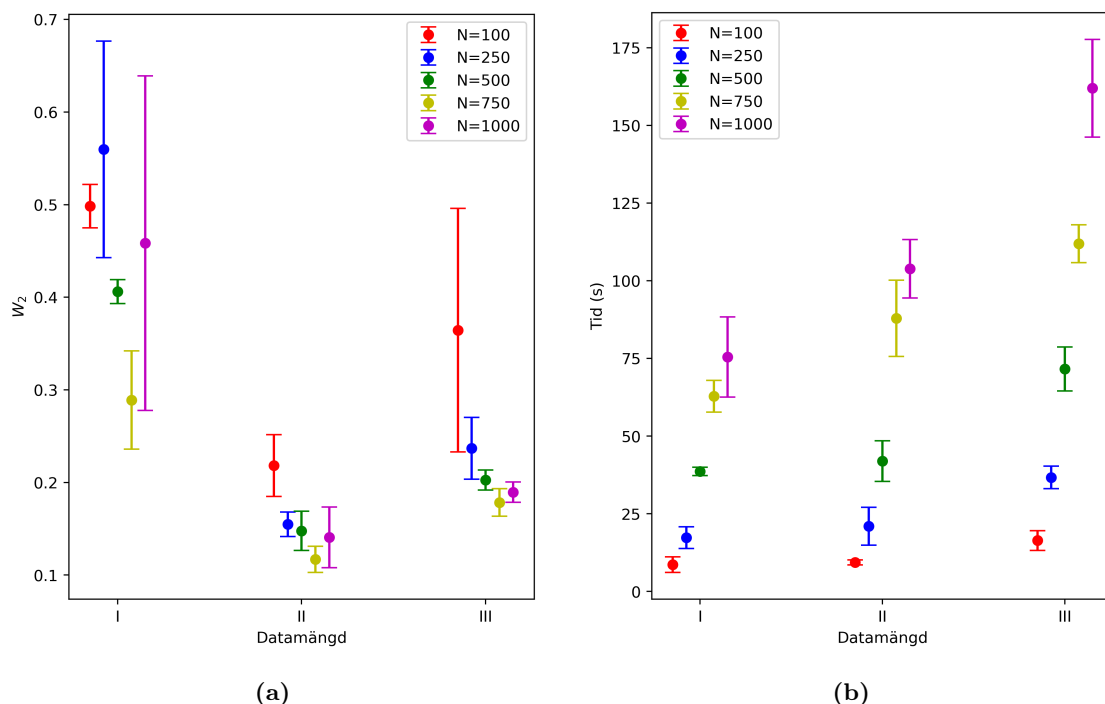 0.7
0.6
0.5
0.4
0.3
0.2
0.1
W₂
N=100
N=250
N=500
N=750
N=1000
I
II
III
Datamängd
(a)
175
150
125
100
75
50
25
0
Tid (s)
N=100
N=250
N=500
N=750
N=1000
I
II
III
Datamängd
(b)